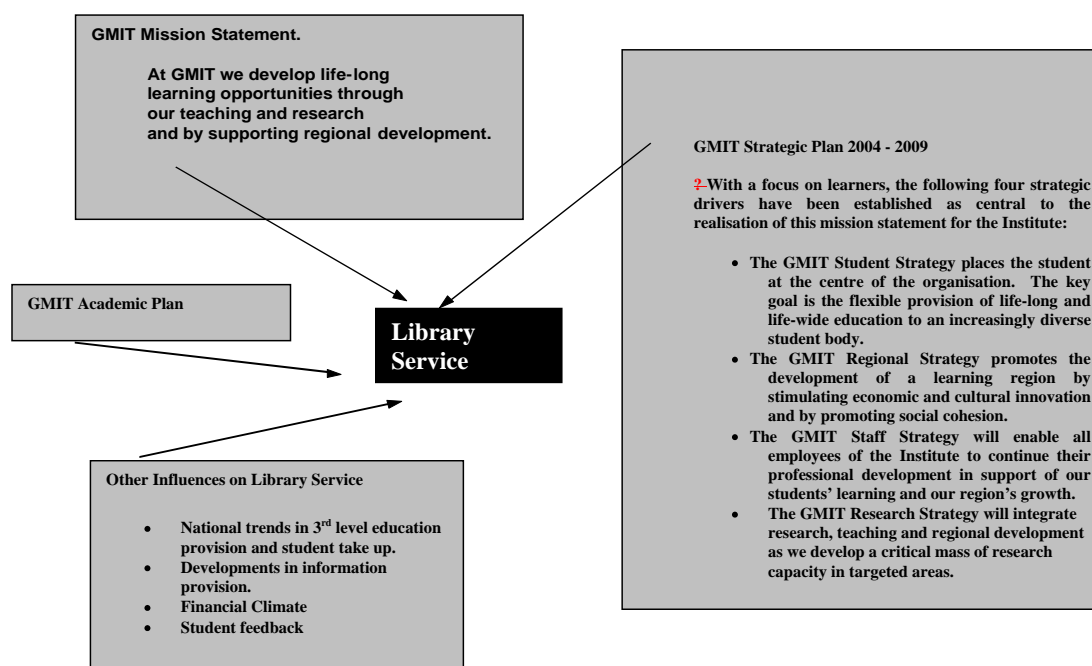 GMIT Mission Statement.
At GMIT we develop life-long
learning opportunities through
our teaching and research
and by supporting regional development.
GMIT Strategic Plan 2004 - 2009
2 With a focus on learners, the following four strategic
drivers have been established as central to the
realisation of this mission statement for the Institute:
• The GMIT Student Strategy places the student
at the centre of the organisation. The key
goal is the flexible provision of life-long and
life-wide education to an increasingly diverse
student body.
• The GMIT Regional Strategy promotes the
development of a learning region by
stimulating economic and cultural innovation
and by promoting social cohesion.
• The GMIT Staff Strategy will enable all
employees of the Institute to continue their
professional development in support of our
students’ learning and our region’s growth.
• The GMIT Research Strategy will integrate
research, teaching and regional development
as we develop a critical mass of research
capacity in targeted areas.
GMIT Academic Plan
Library
Service
Other Influences on Library Service
• National trends in 3rd level education
provision and student take up.
• Developments in information
provision.
• Financial Climate
• Student feedback